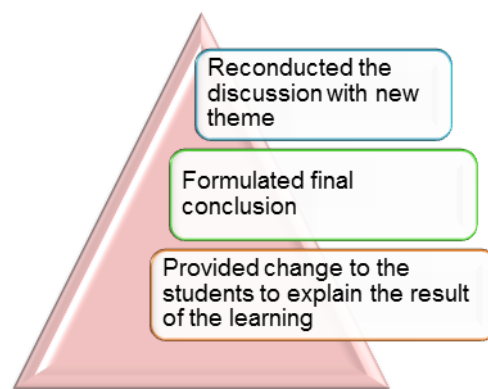 Reconducted the
discussion with new
theme
Formulated final
conclusion
Provided change to the
students to explain the result
of the learning